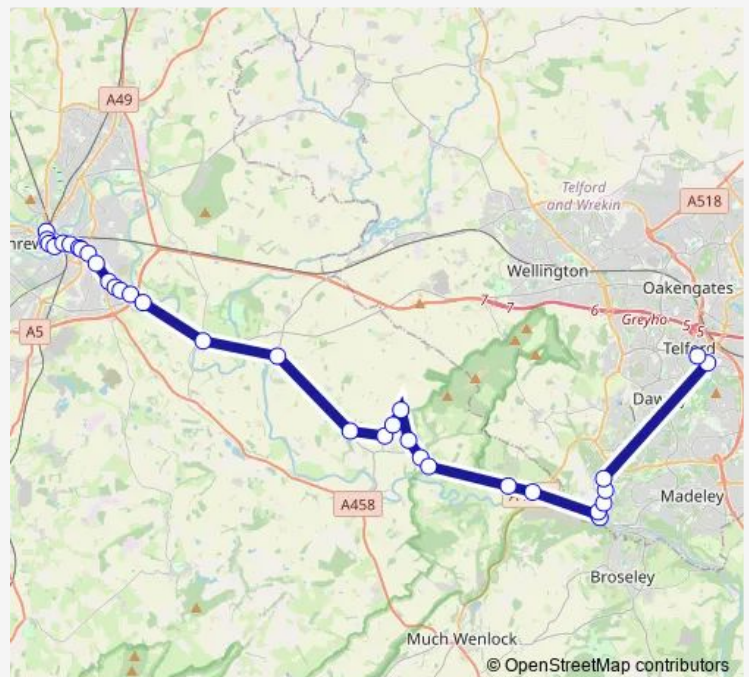 A49
Telford
and Wrekin
A518
Wellington
7
7
6
Oakengates
Greyho
5
5
A5
Telford
Daw
Madeley
A458
Broseley
Much Wenlock
© OpenStreetMap contributors